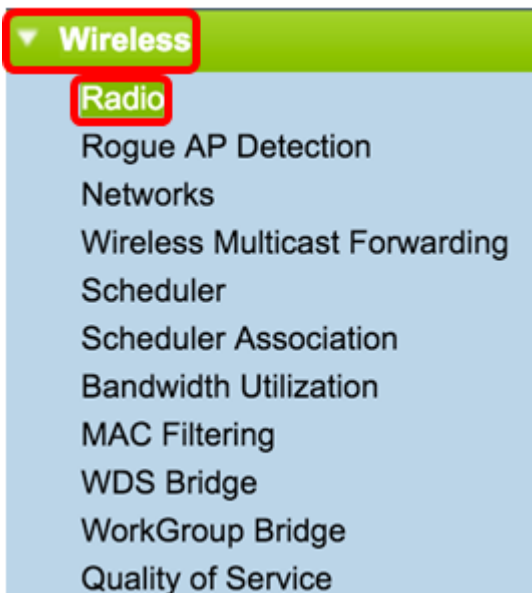 Wireless
Radio
Rogue AP Detection
Networks
Wireless Multicast Forwarding
Scheduler
Scheduler Association
Bandwidth Utilization
MAC Filtering
WDS Bridge
WorkGroup Bridge
Quality of Service